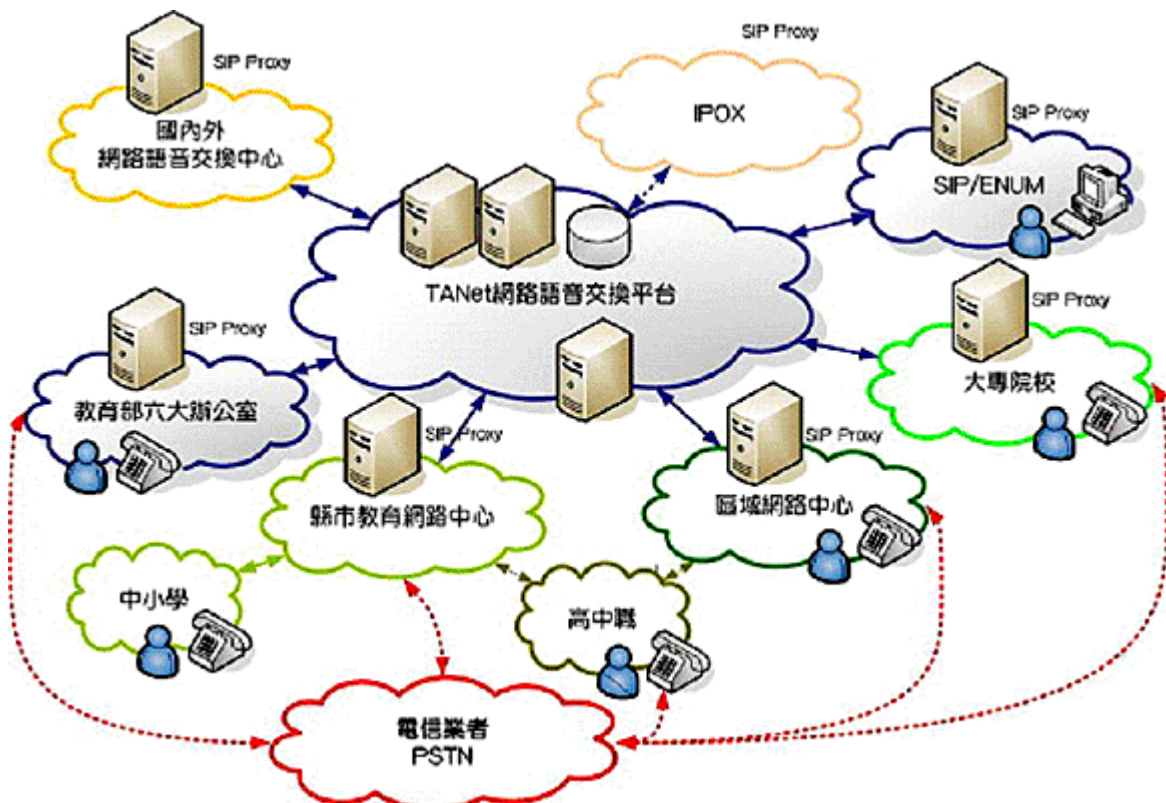 SIP Proxy
國內外
網路語音交換中心
SIP Proxy
IPOX
SIP Proxy
SIP/ENUM
TANet網路語音交換平台
SIP Proxy
大專院校
SIP Proxy
教育部六大辦公室
SIP Proxy
縣市教育網路中心
SIP Proxy
區域網路中心
中小學
高中職
電信業者
PSTN